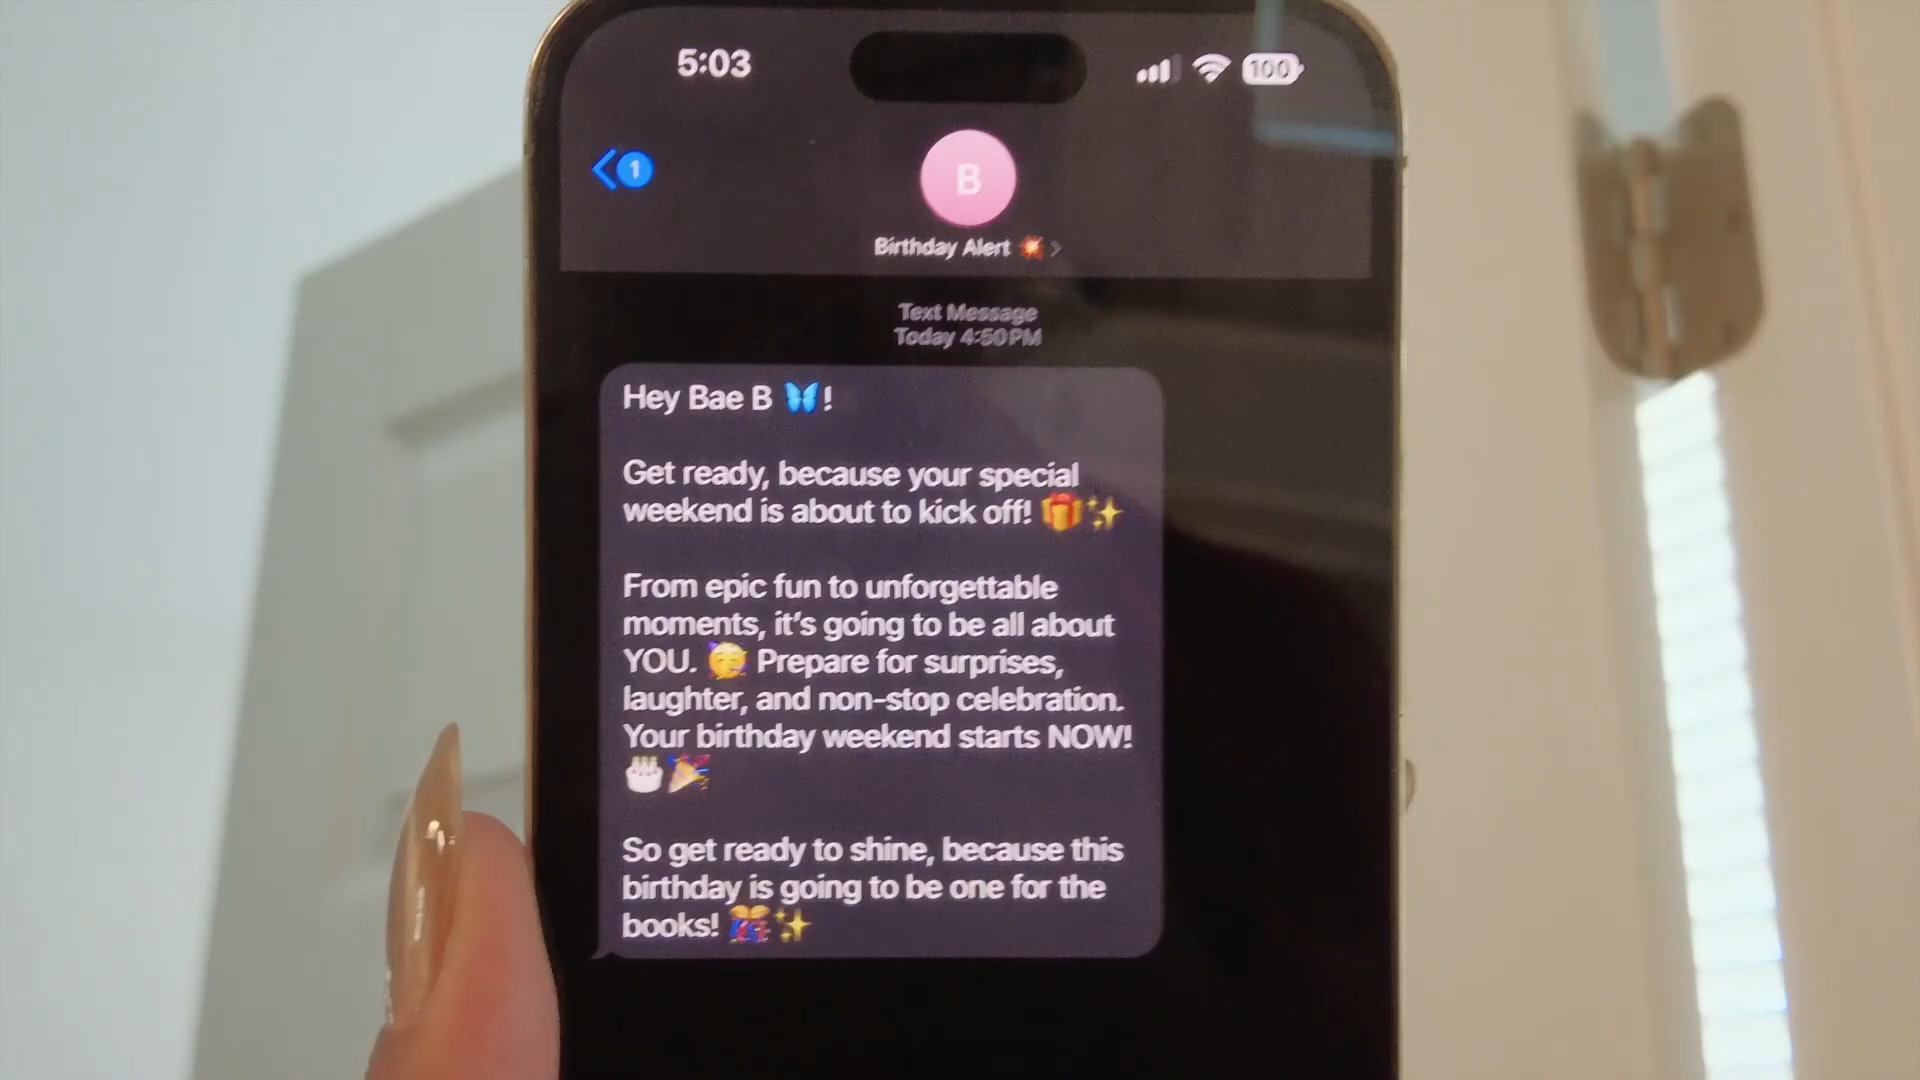 5:03
100
1
B
Birthday Alert 💥 >
Text Message
Today 4:50 PM
Hey Bae B 🦋!
Get ready, because your special
weekend is about to kick off! 🎁✨
From epic fun to unforgettable
moments, it's going to be all about
YOU. 🥳 Prepare for surprises,
laughter, and non-stop celebration.
Your birthday weekend starts NOW!
🎂🎉
So get ready to shine, because this
birthday is going to be one for the
books! 🎊✨